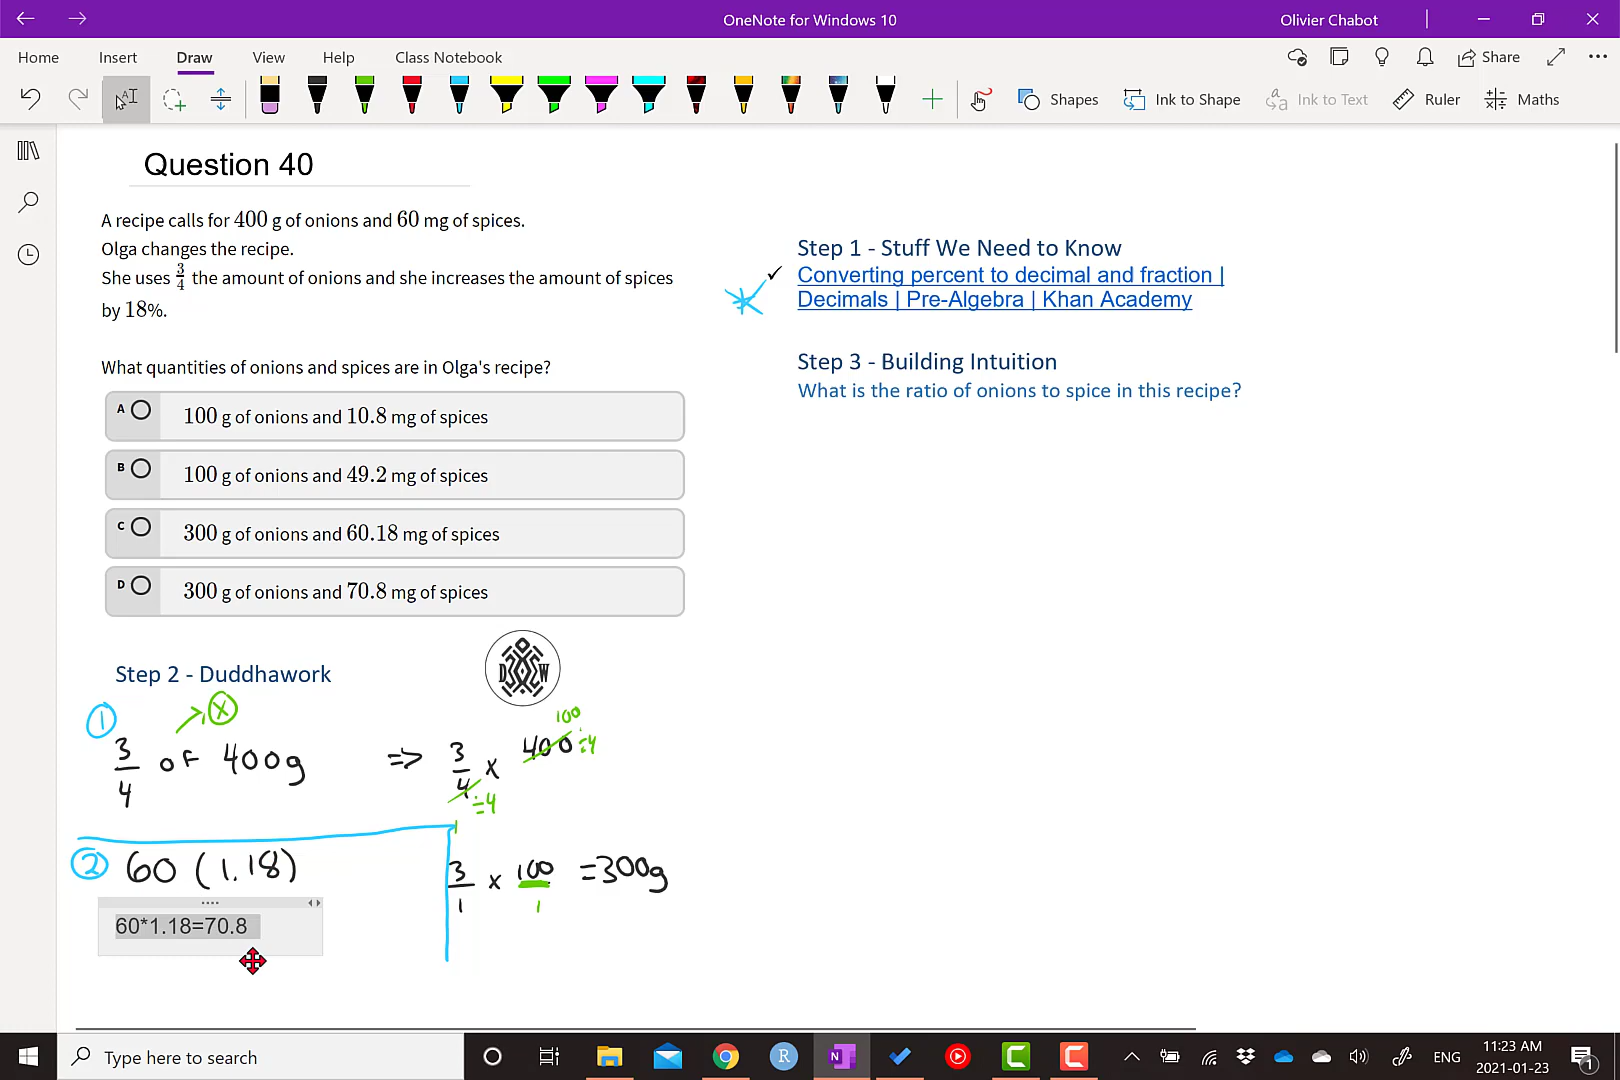 OneNote for Windows 10
Olivier Chabot
Home Insert Draw View Help Class Notebook
Share
Shapes Ink to Shape Ink to Text Ruler Maths
Question 40
A recipe calls for 400 g of onions and 60 mg of spices.
Olga changes the recipe.
She uses 3/4 the amount of onions and she increases the amount of spices
by 18%.
What quantities of onions and spices are in Olga's recipe?
A 100 g of onions and 10.8 mg of spices
B 100 g of onions and 49.2 mg of spices
C 300 g of onions and 60.18 mg of spices
D 300 g of onions and 70.8 mg of spices
Step 1 - Stuff We Need to Know
Converting percent to decimal and fraction |
Decimals | Pre-Algebra | Khan Academy
Step 3 - Building Intuition
What is the ratio of onions to spice in this recipe?
Step 2 - Duddhawork
D W
1 x
3/4 of 400g => 3/4 x 400 ÷4 100
÷4
1
2 60 (1.18)
3/1 x 100/1 = 300g
60*1.18=70.8
Type here to search
R
N
C
C
ENG
11:23 AM
2021-01-23
1